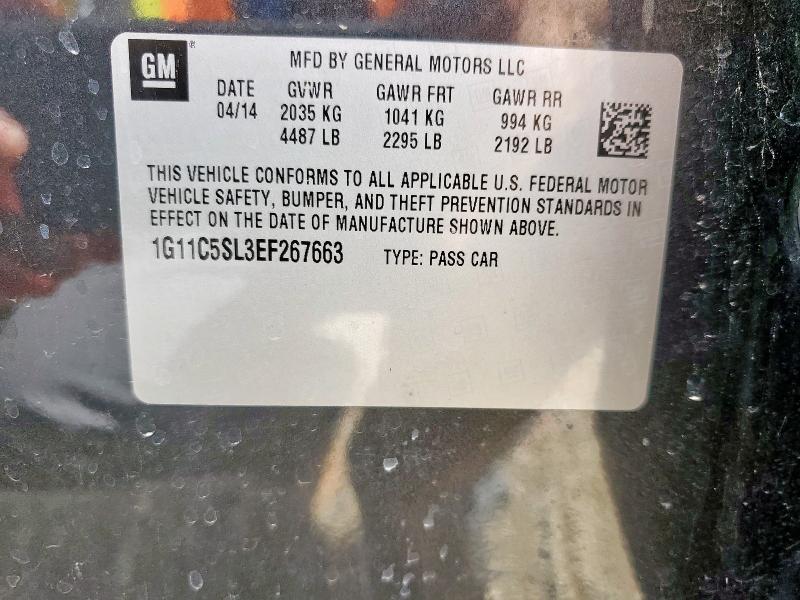 GM®
MFD BY GENERAL MOTORS LLC
DATE GVWR GAWR FRT GAWR RR
04/14 2035 KG 1041 KG 994 KG
4487 LB 2295 LB 2192 LB
THIS VEHICLE CONFORMS TO ALL APPLICABLE U.S. FEDERAL MOTOR
VEHICLE SAFETY, BUMPER, AND THEFT PREVENTION STANDARDS IN
EFFECT ON THE DATE OF MANUFACTURE SHOWN ABOVE.
1G11C5SL3EF267663 TYPE: PASS CAR